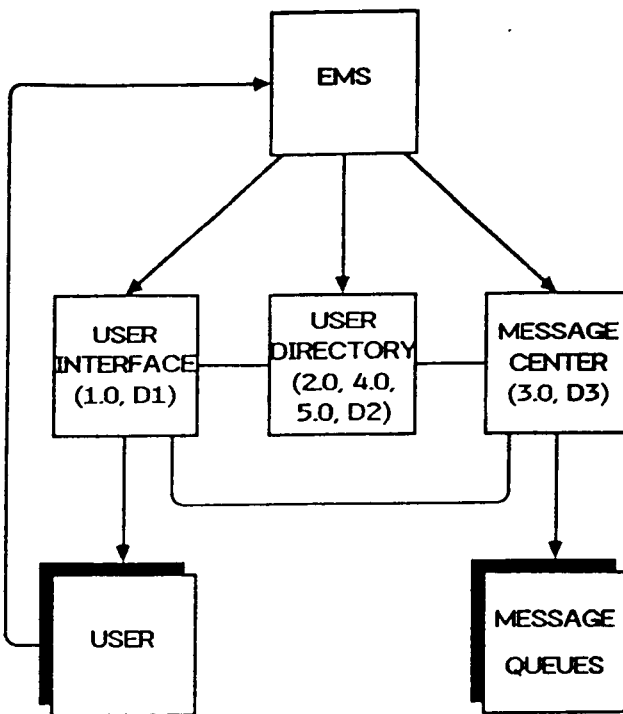 EMS
USER
INTERFACE
(1.0, D1)
USER
DIRECTORY
(2.0, 4.0,
5.0, D2)
MESSAGE
CENTER
(3.0, D3)
USER
MESSAGE
QUEUES